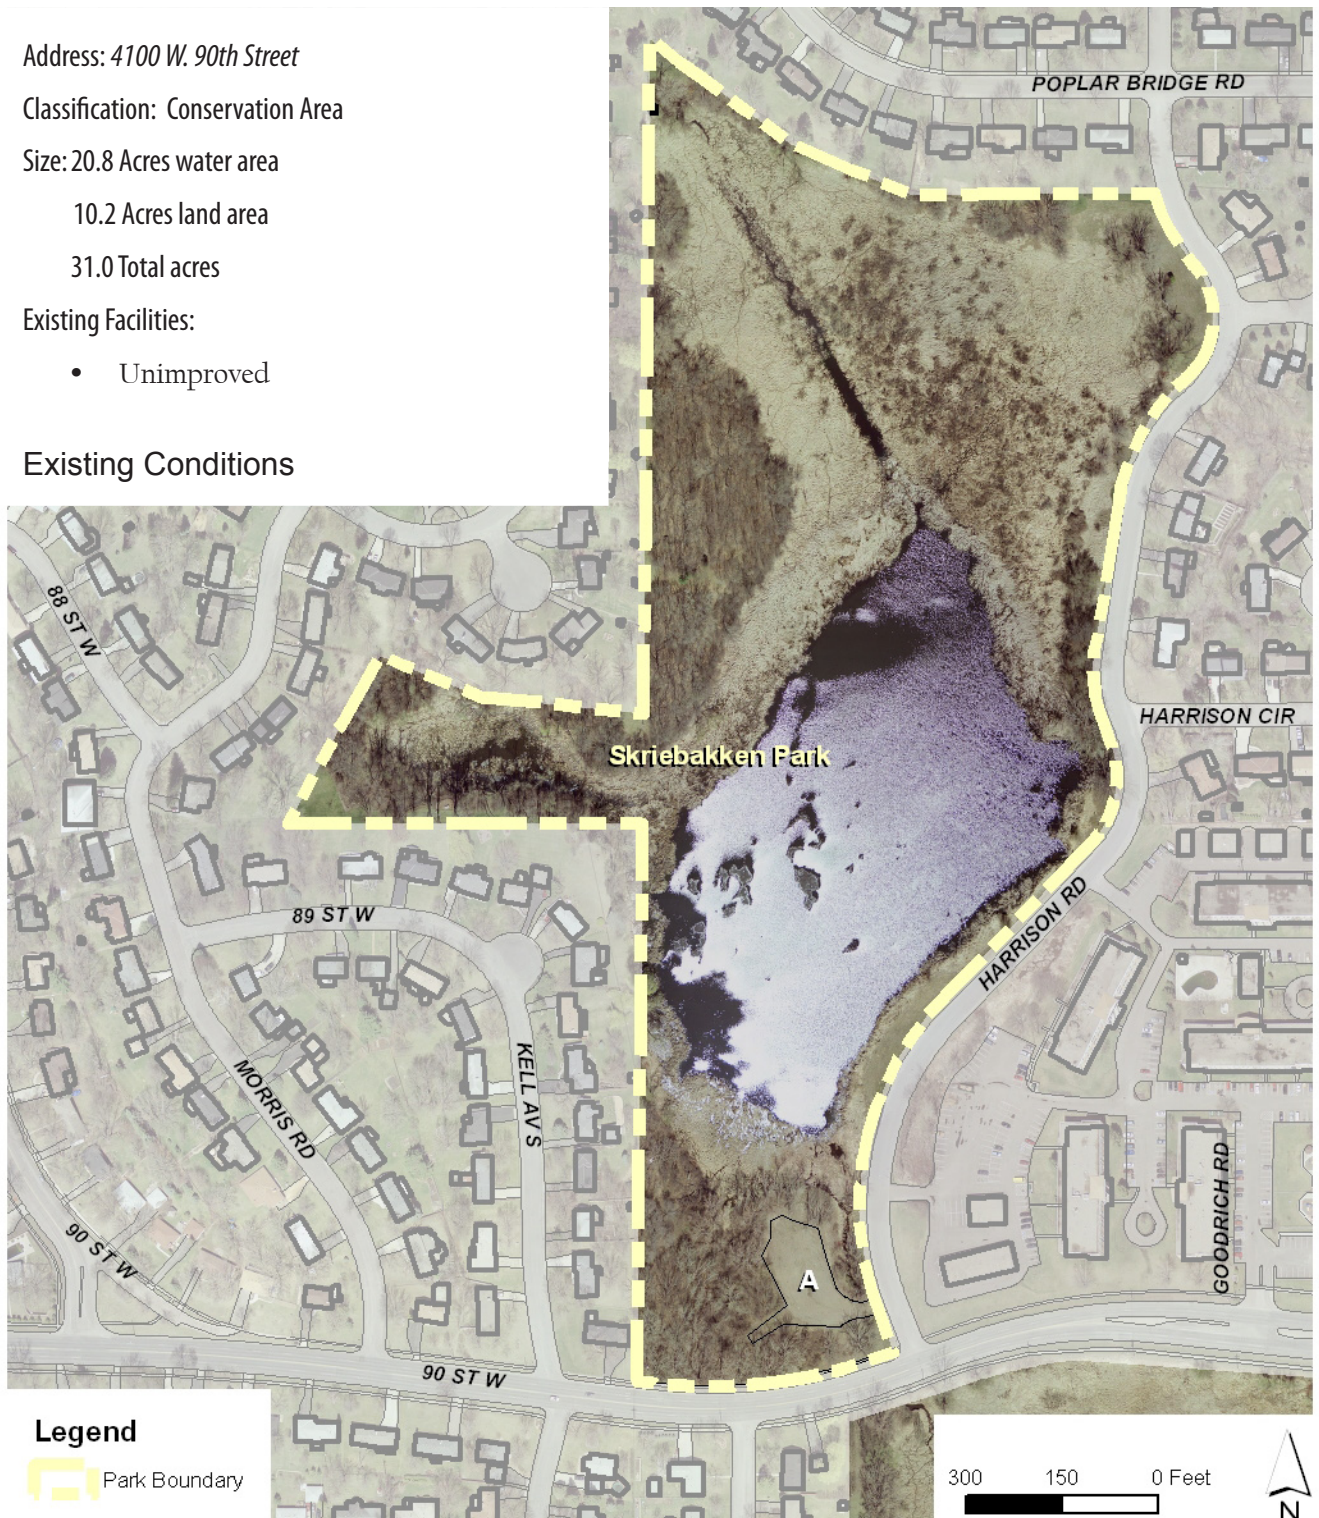 Address: 4100 W. 90th Street
Classification: Conservation Area
Size: 20.8 Acres water area
10.2 Acres land area
31.0 Total acres
Existing Facilities:
• Unimproved
Existing Conditions
POPLAR BRIDGE RD
88 ST W
HARRISON CIR
Skriebakken Park
89 ST W
HARRISON RD
KELL AV S
MORRIS RD
GOODRICH RD
90 ST W
A
90 ST W
Legend
Park Boundary
300 150 0 Feet
N